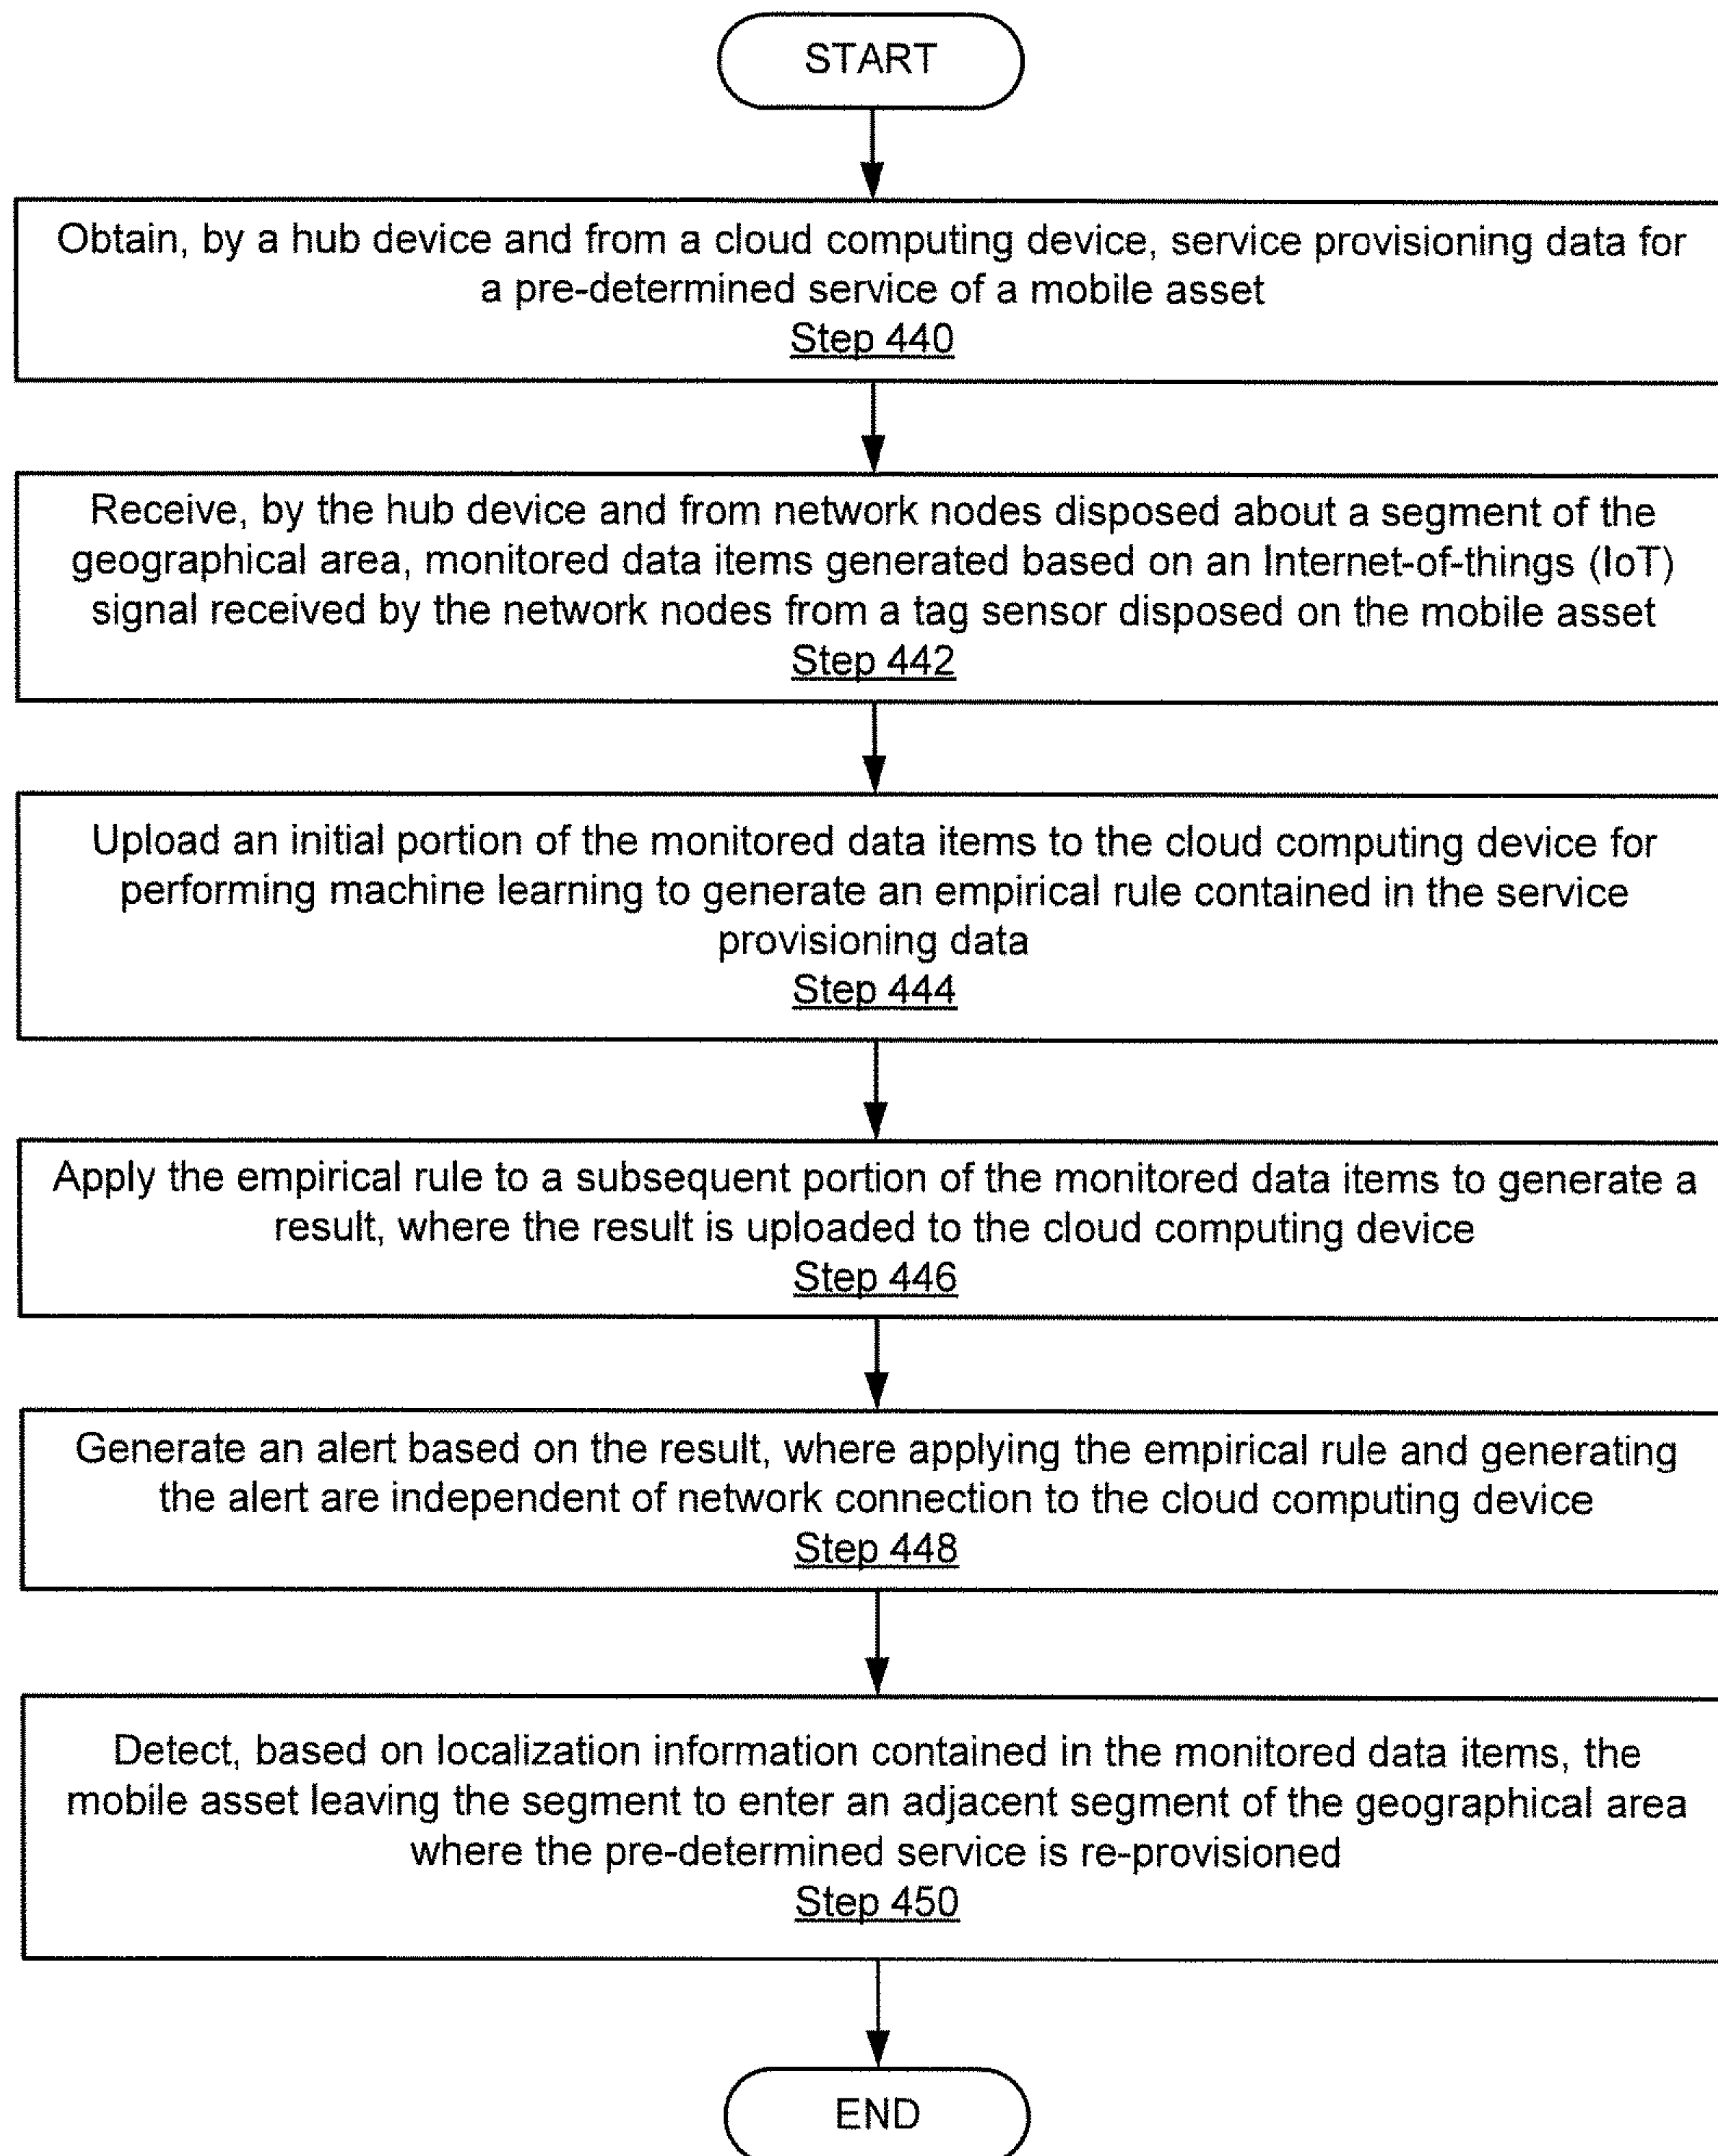 START
Obtain, by a hub device and from a cloud computing device, service provisioning data for
a pre-determined service of a mobile asset
Step 440
Receive, by the hub device and from network nodes disposed about a segment of the
geographical area, monitored data items generated based on an Internet-of-things (IoT)
signal received by the network nodes from a tag sensor disposed on the mobile asset
Step 442
Upload an initial portion of the monitored data items to the cloud computing device for
performing machine learning to generate an empirical rule contained in the service
provisioning data
Step 444
Apply the empirical rule to a subsequent portion of the monitored data items to generate a
result, where the result is uploaded to the cloud computing device
Step 446
Generate an alert based on the result, where applying the empirical rule and generating
the alert are independent of network connection to the cloud computing device
Step 448
Detect, based on localization information contained in the monitored data items, the
mobile asset leaving the segment to enter an adjacent segment of the geographical area
where the pre-determined service is re-provisioned
Step 450
END